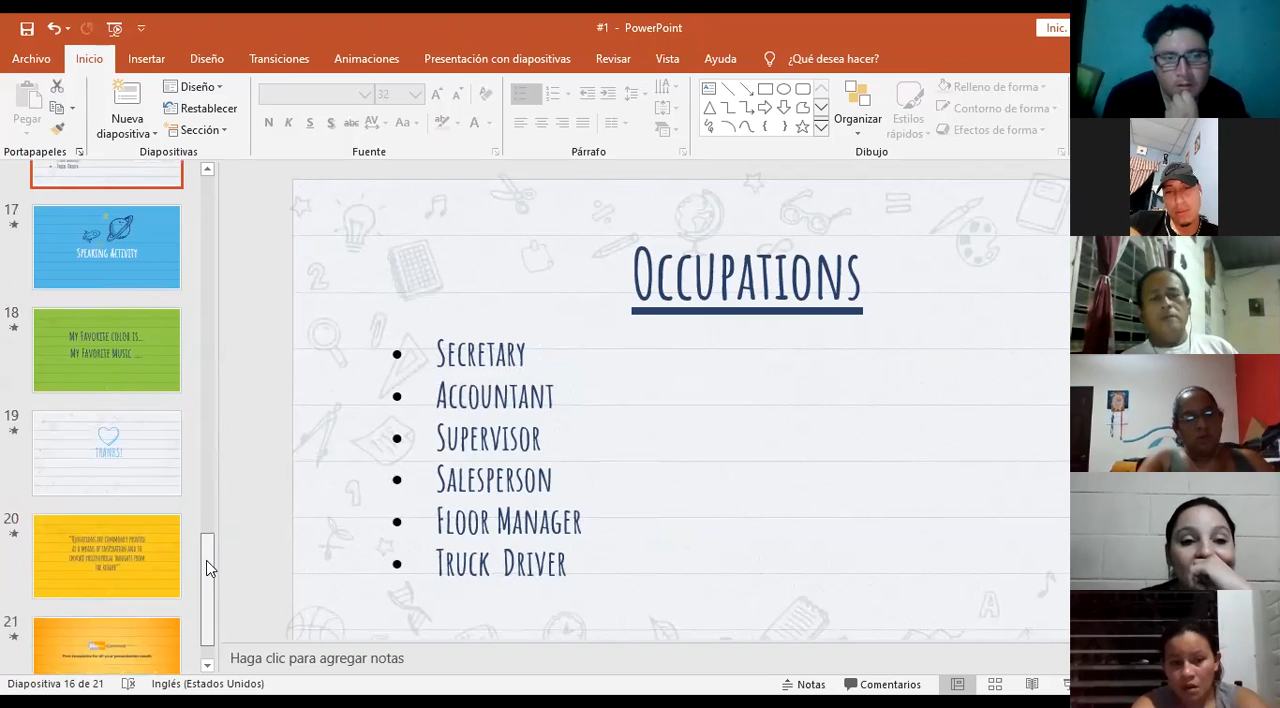 #1 - PowerPoint
Inic.
Archivo
Inicio
Insertar
Diseño
Transiciones
Animaciones
Presentación con diapositivas
Revisar
Vista
Ayuda
¿Qué desea hacer?
Pegar
Nueva
diapositiva
Diseño
Restablecer
Sección
32
N K S S abc AV Aa A
Organizar
Estilos
rápidos
Relleno de forma
Contorno de forma
Efectos de forma
Portapapeles
Diapositivas
Fuente
Párrafo
Dibujo
17
Speaking Activity
18
My Favorite color is...
My Favorite Music ....
19
Thanks!
20
21
Occupations
• Secretary
• Accountant
• Supervisor
• Salesperson
• Floor Manager
• Truck Driver
Haga clic para agregar notas
Diapositiva 16 de 21
Inglés (Estados Unidos)
Notas
Comentarios